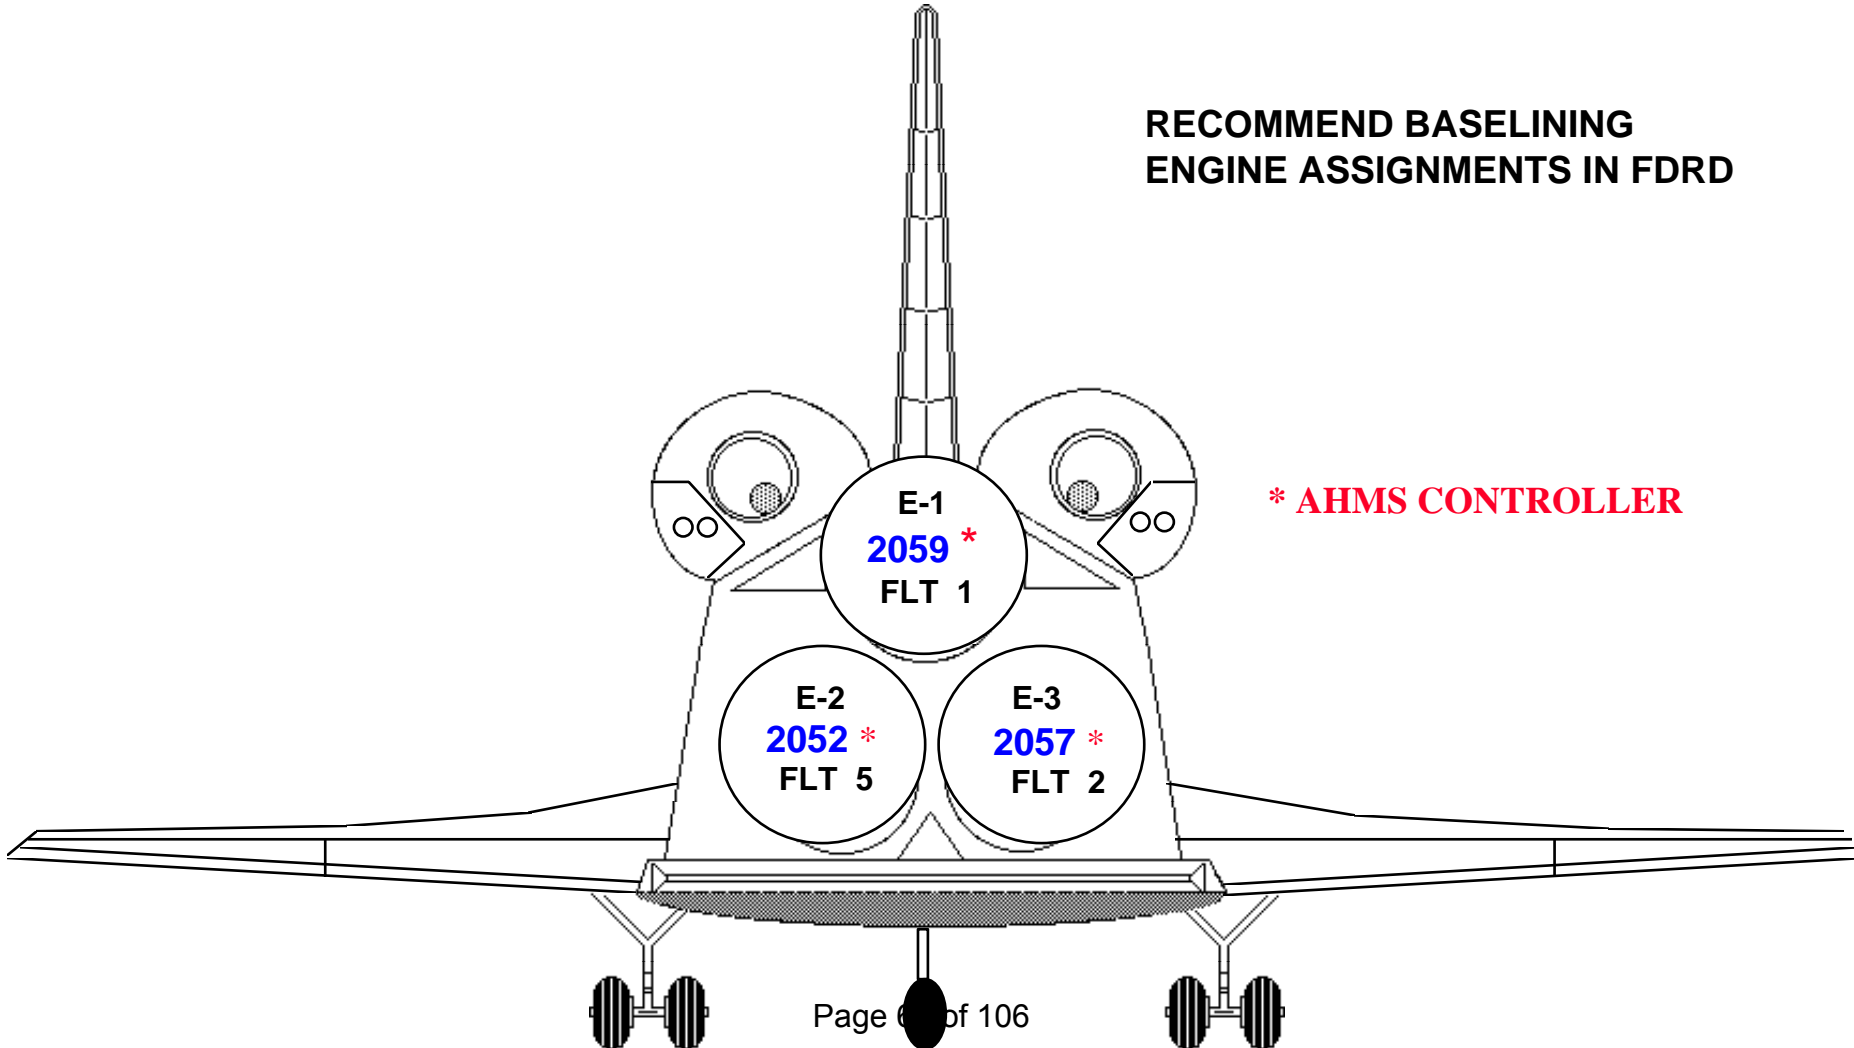 RECOMMEND BASELINING
ENGINE ASSIGNMENTS IN FDRD
* AHMS CONTROLLER
E-1
2059 *
FLT 1
E-2
2052 *
FLT 5
E-3
2057 *
FLT 2
Page of 106